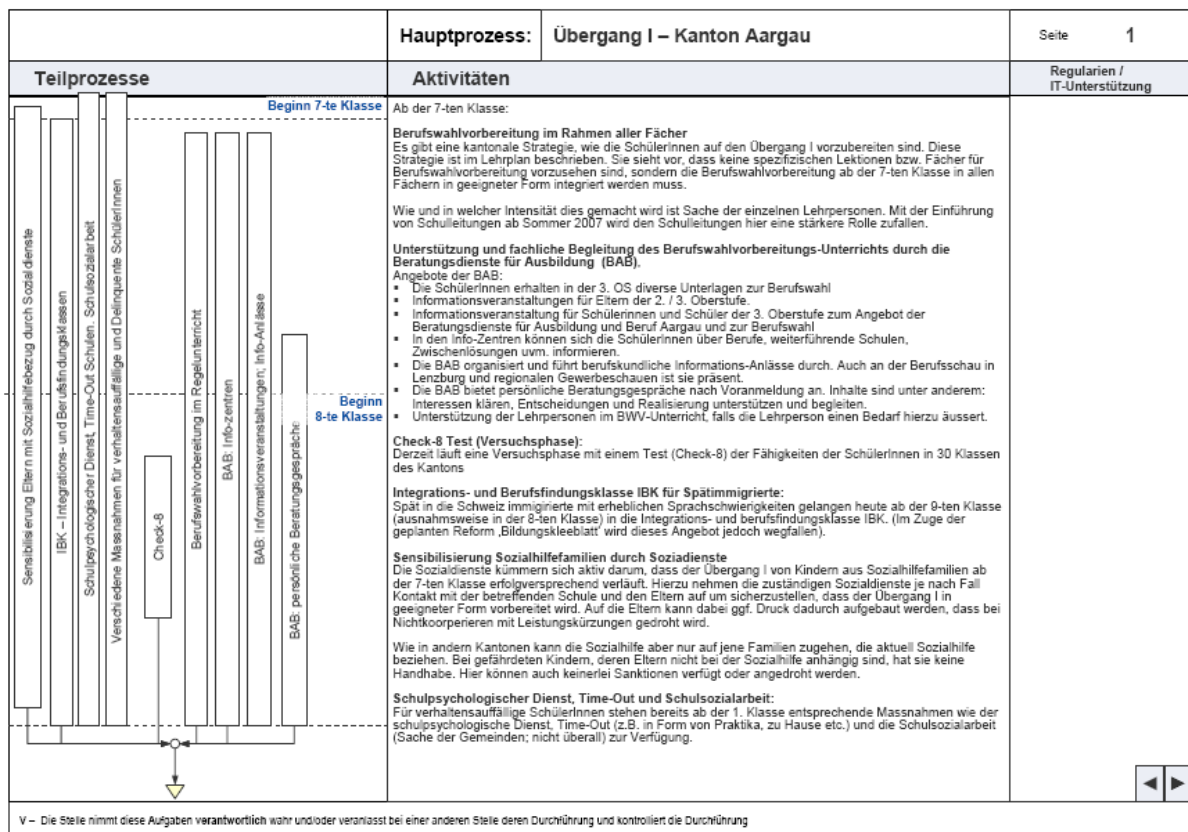 Hauptprozess: Übergang I – Kanton Aargau
Seite 1
Teilprozesse
Aktivitäten
Regularien /
IT-Unterstützung
Beginn 7-te Klasse
Beginn
8-te Klasse
Sensibilisierung Eltern mit Sozialhilfebezug durch Sozialdienste
IBK – Integrations- und Berufsfindungsklassen
Schulpsychologischer Dienst, Time-Out Schulen. Schulsozialarbeit
Verschiedene Massnahmen für verhaltensauffällige und Delinquente SchülerInnen
Check-8
Berufswahlvorbereitung im Regelunterricht
BAB: Info-zentren
BAB: Informationsveranstaltungen; Info-Anlässe
BAB: persönliche Beratungsgespräche
Ab der 7-ten Klasse:
Berufswahlvorbereitung im Rahmen aller Fächer
Es gibt eine kantonale Strategie, wie die SchülerInnen auf den Übergang I vorzubereiten sind. Diese
Strategie ist im Lehrplan beschrieben. Sie sieht vor, dass keine spezifizischen Lektionen bzw. Fächer für
Berufswahlvorbereitung vorzusehen sind, sondern die Berufswahlvorbereitung ab der 7-ten Klasse in allen
Fächern in geeigneter Form integriert werden muss.
Wie und in welcher Intensität dies gemacht wird ist Sache der einzelnen Lehrpersonen. Mit der Einführung
von Schulleitungen ab Sommer 2007 wird den Schulleitungen hier eine stärkere Rolle zufallen.
Unterstützung und fachliche Begleitung des Berufswahlvorbereitungs-Unterrichts durch die
Beratungsdienste für Ausbildung (BAB).
Angebote der BAB:
▪ Die SchülerInnen erhalten in der 3. OS diverse Unterlagen zur Berufswahl
▪ Informationsveranstaltungen für Eltern der 2. / 3. Oberstufe.
▪ Informationsveranstaltung für Schülerinnen und Schüler der 3. Oberstufe zum Angebot der
Beratungsdienste für Ausbildung und Beruf Aargau und zur Berufswahl
▪ In den Info-Zentren können sich die SchülerInnen über Berufe, weiterführende Schulen,
Zwischenlösungen uvm. informieren.
▪ Die BAB organisiert und führt berufskundliche Informations-Anlässe durch. Auch an der Berufsschau in
Lenzburg und regionalen Gewerbeschauen ist sie präsent.
▪ Die BAB bietet persönliche Beratungsgespräche nach Voranmeldung an. Inhalte sind unter anderem:
Interessen klären, Entscheidungen und Realisierung unterstützen und begleiten.
▪ Unterstützung der Lehrpersonen im BWV-Unterricht, falls die Lehrperson einen Bedarf hierzu äussert.
Check-8 Test (Versuchsphase):
Derzeit läuft eine Versuchsphase mit einem Test (Check-8) der Fähigkeiten der SchülerInnen in 30 Klassen
des Kantons
Integrations- und Berufsfindungsklasse IBK für Spätimmigrierte:
Spät in die Schweiz immigrierte mit erheblichen Sprachschwierigkeiten gelangen heute ab der 9-ten Klasse
(ausnahmsweise in der 8-ten Klasse) in die Integrations- und berufsfindungsklasse IBK. (Im Zuge der
geplanten Reform ‚Bildungskleeblatt' wird dieses Angebot jedoch wegfallen).
Sensibilisierung Sozialhilfefamilien durch Soziadienste
Die Sozialdienste kümmern sich aktiv darum, dass der Übergang I von Kindern aus Sozialhilfefamilien ab
der 7-ten Klasse erfolgversprechend verläuft. Hierzu nehmen die zuständigen Sozialdienste je nach Fall
Kontakt mit der betreffenden Schule und den Eltern auf um sicherzustellen, dass der Übergang I in
geeigneter Form vorbereitet wird. Auf die Eltern kann dabei ggf. Druck dadurch aufgebaut werden, dass bei
Nichtkoorperieren mit Leistungskürzungen gedroht wird.
Wie in andern Kantonen kann die Sozialhilfe aber nur auf jene Familien zugehen, die aktuell Sozialhilfe
beziehen. Bei gefährdeten Kindern, deren Eltern nicht bei der Sozialhilfe anhängig sind, hat sie keine
Handhabe. Hier können auch keinerlei Sanktionen verfügt oder angedroht werden.
Schulpsychologischer Dienst, Time-Out und Schulsozialarbeit:
Für verhaltensauffällige SchülerInnen stehen bereits ab der 1. Klasse entsprechende Massnahmen wie der
schulpsychologische Dienst, Time-Out (z.B. in Form von Praktika, zu Hause etc.) und die Schulsozialarbeit
(Sache der Gemeinden; nicht überall) zur Verfügung.
V – Die Stelle nimmt diese Aufgaben verantwortlich wahr und/oder veranlasst bei einer anderen Stelle deren Durchführung und kontrolliert die Durchführung